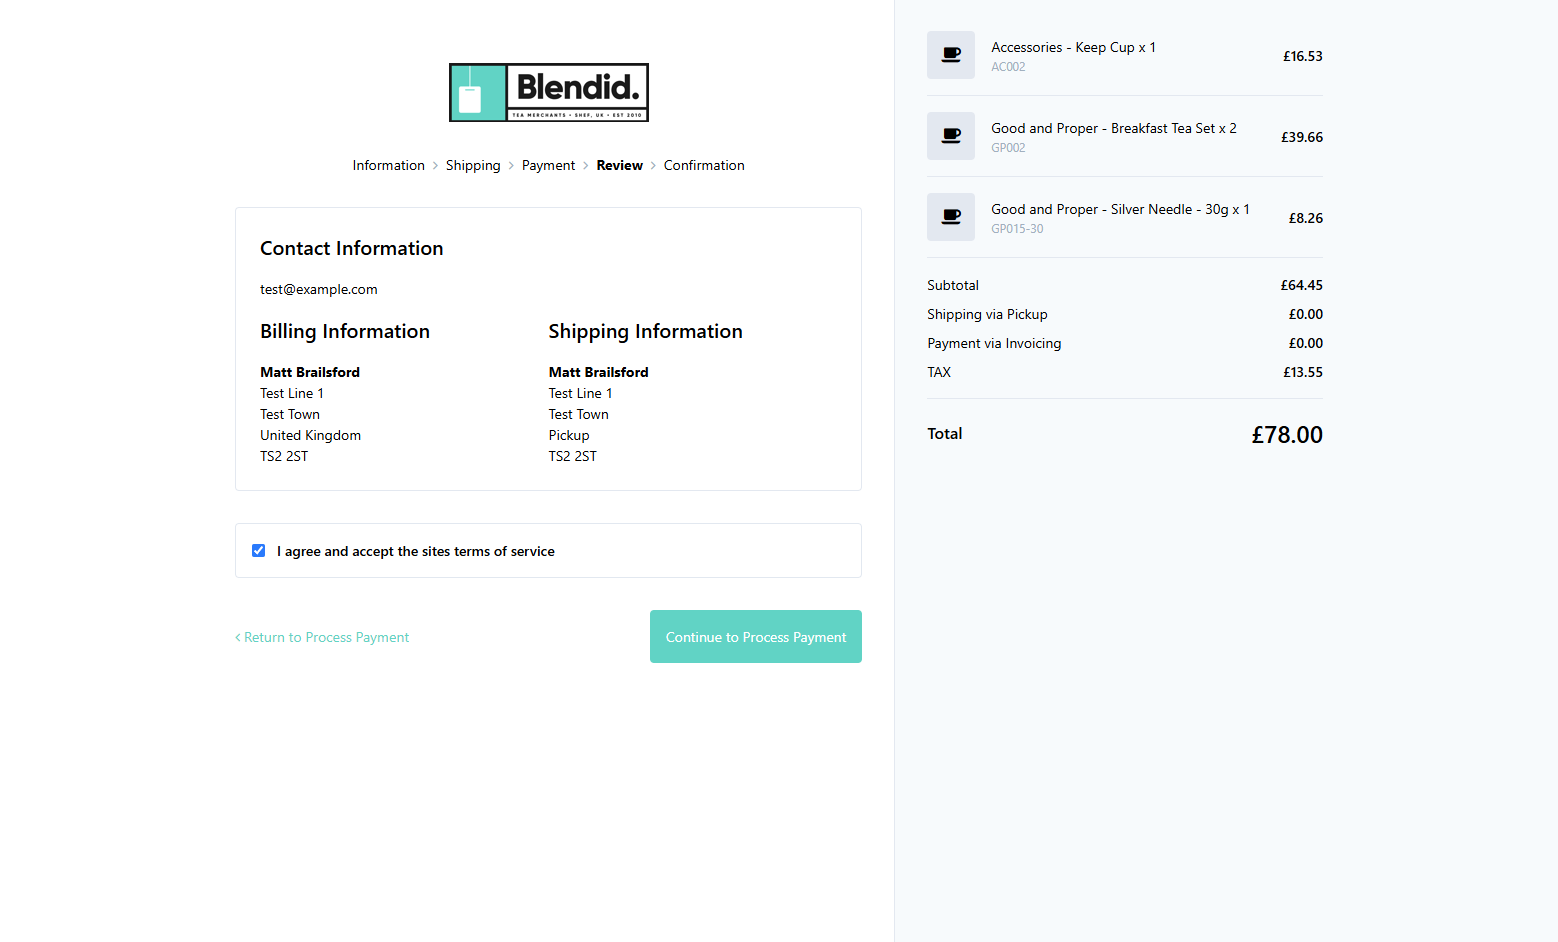 Blendid.
TEA MERCHANTS • SHEF, UK • EST 2010
Information > Shipping > Payment > Review > Confirmation
Contact Information
test@example.com
Billing Information
Matt Brailsford
Test Line 1
Test Town
United Kingdom
TS2 2ST
Shipping Information
Matt Brailsford
Test Line 1
Test Town
Pickup
TS2 2ST
I agree and accept the sites terms of service
< Return to Process Payment
Continue to Process Payment
Accessories - Keep Cup x 1 £16.53
AC002
Good and Proper - Breakfast Tea Set x 2 £39.66
GP002
Good and Proper - Silver Needle - 30g x 1 £8.26
GP015-30
Subtotal £64.45
Shipping via Pickup £0.00
Payment via Invoicing £0.00
TAX £13.55
Total £78.00